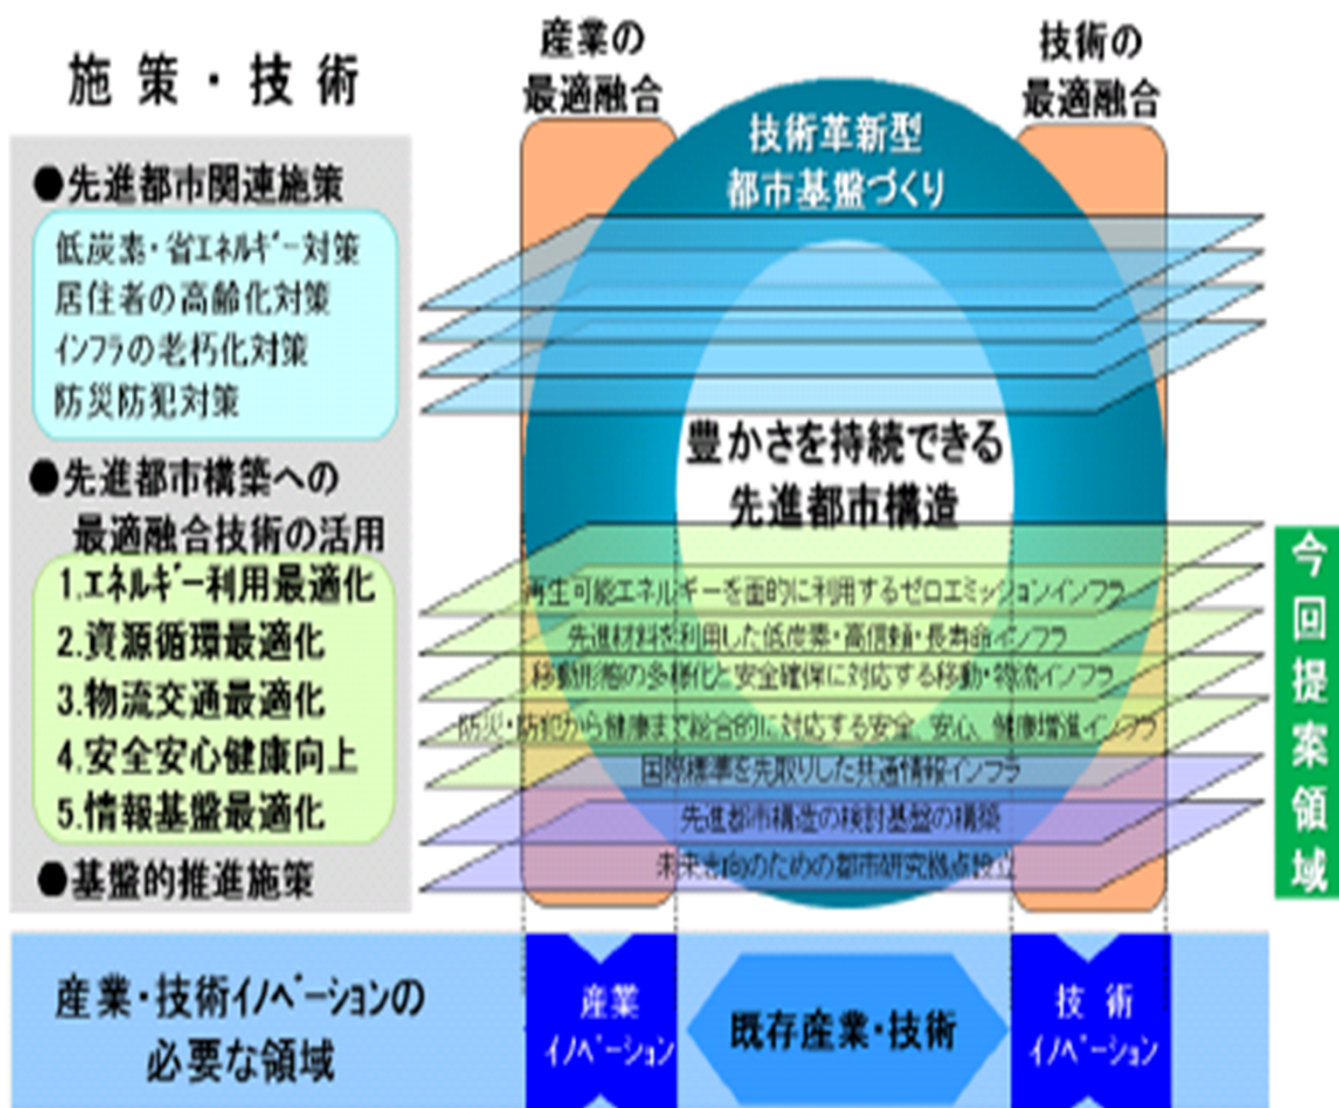 施策・技術
産業の
最適融合
技術の
最適融合
技術革新型
都市基盤づくり
●先進都市関連施策
低炭素・省エネルギー対策
居住者の高齢化対策
インフラの老朽化対策
防災防犯対策
豊かさを持続できる
先進都市構造
●先進都市構築への
最適融合技術の活用
1.エネルギー利用最適化
2.資源循環最適化
3.物流交通最適化
4.安全安心健康向上
5.情報基盤最適化
●基盤的推進施策
再生可能エネルギーを面的に利用するゼロエミッションインフラ
先進材料を利用した低炭素・高信頼・長寿命インフラ
移動形態の多様化と安全確保に対応する移動・物流インフラ
防災・防犯から健康まで総合的に対応する安全、安心、健康増進インフラ
国際標準を先取りした共通情報インフラ
先進都市構造の検討基盤の構築
未来志向のための都市研究拠点設立
今回提案領域
産業・技術イノベーションの
必要な領域
産業
イノベーション
既存産業・技術
技術
イノベーション